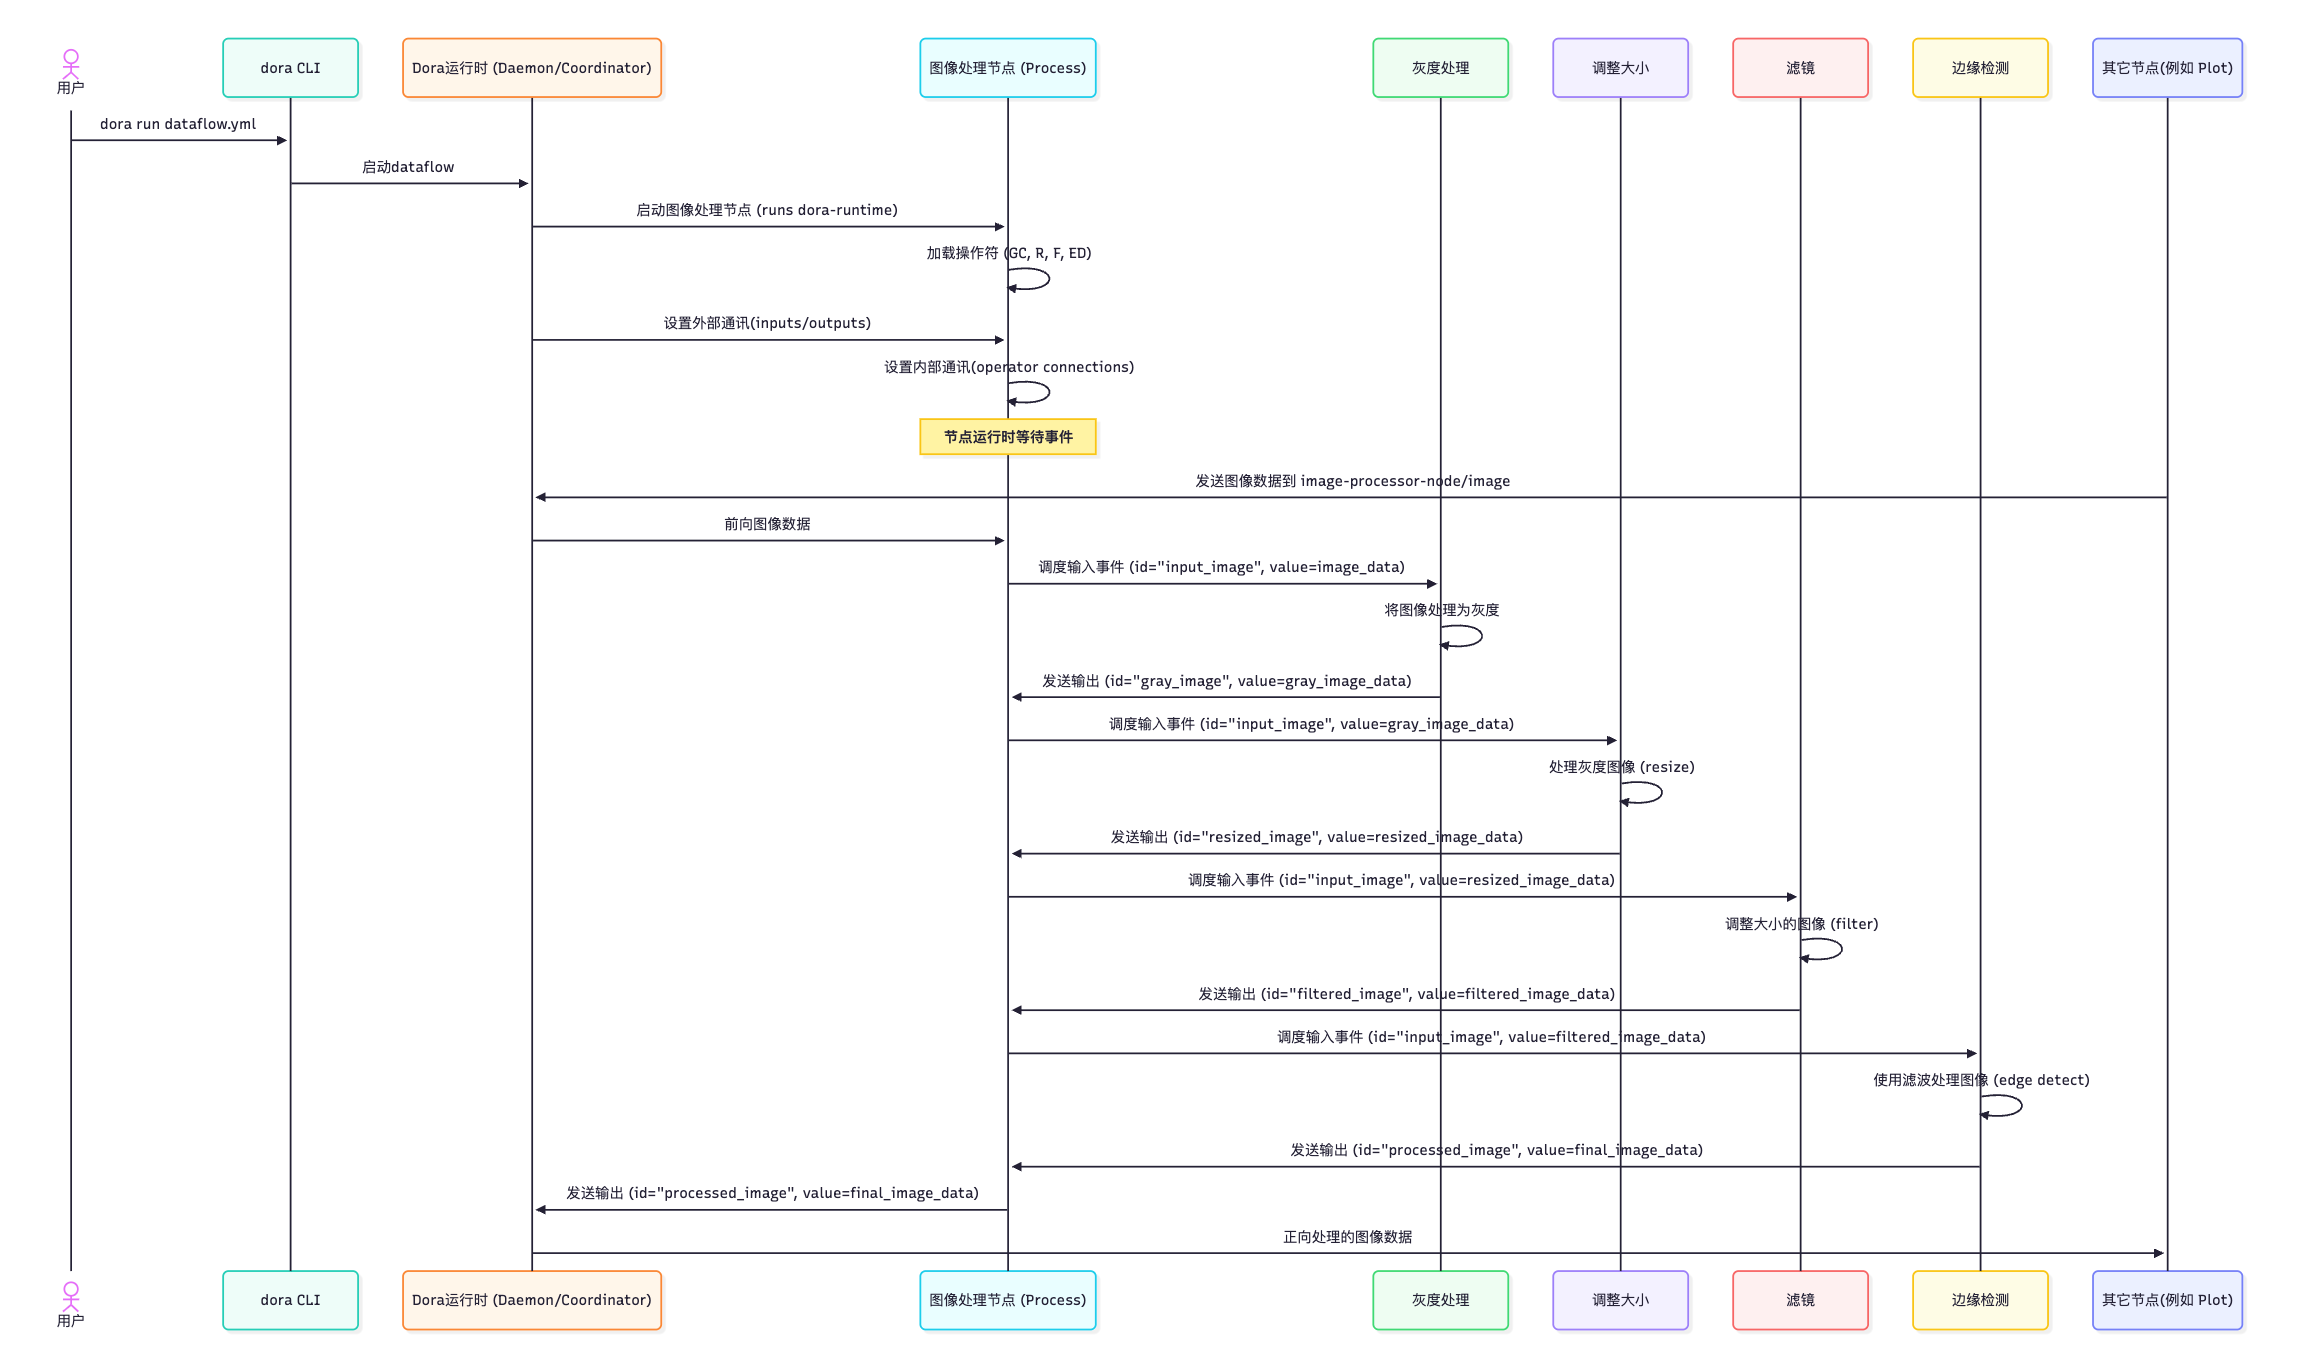 用户
dora CLI
Dora运行时 (Daemon/Coordinator)
图像处理节点 (Process)
灰度处理
调整大小
滤镜
边缘检测
其它节点(例如 Plot)
dora run dataflow.yml
启动dataflow
启动图像处理节点 (runs dora-runtime)
加载操作符 (GC, R, F, ED)
设置外部通讯(inputs/outputs)
设置内部通讯(operator connections)
节点运行时等待事件
发送图像数据到 image-processor-node/image
前向图像数据
调度输入事件 (id="input_image", value=image_data)
将图像处理为灰度
发送输出 (id="gray_image", value=gray_image_data)
调度输入事件 (id="input_image", value=gray_image_data)
处理灰度图像 (resize)
发送输出 (id="resized_image", value=resized_image_data)
调度输入事件 (id="input_image", value=resized_image_data)
调整大小的图像 (filter)
发送输出 (id="filtered_image", value=filtered_image_data)
调度输入事件 (id="input_image", value=filtered_image_data)
使用滤波处理图像 (edge detect)
发送输出 (id="processed_image", value=final_image_data)
发送输出 (id="processed_image", value=final_image_data)
正向处理的图像数据
用户
dora CLI
Dora运行时 (Daemon/Coordinator)
图像处理节点 (Process)
灰度处理
调整大小
滤镜
边缘检测
其它节点(例如 Plot)